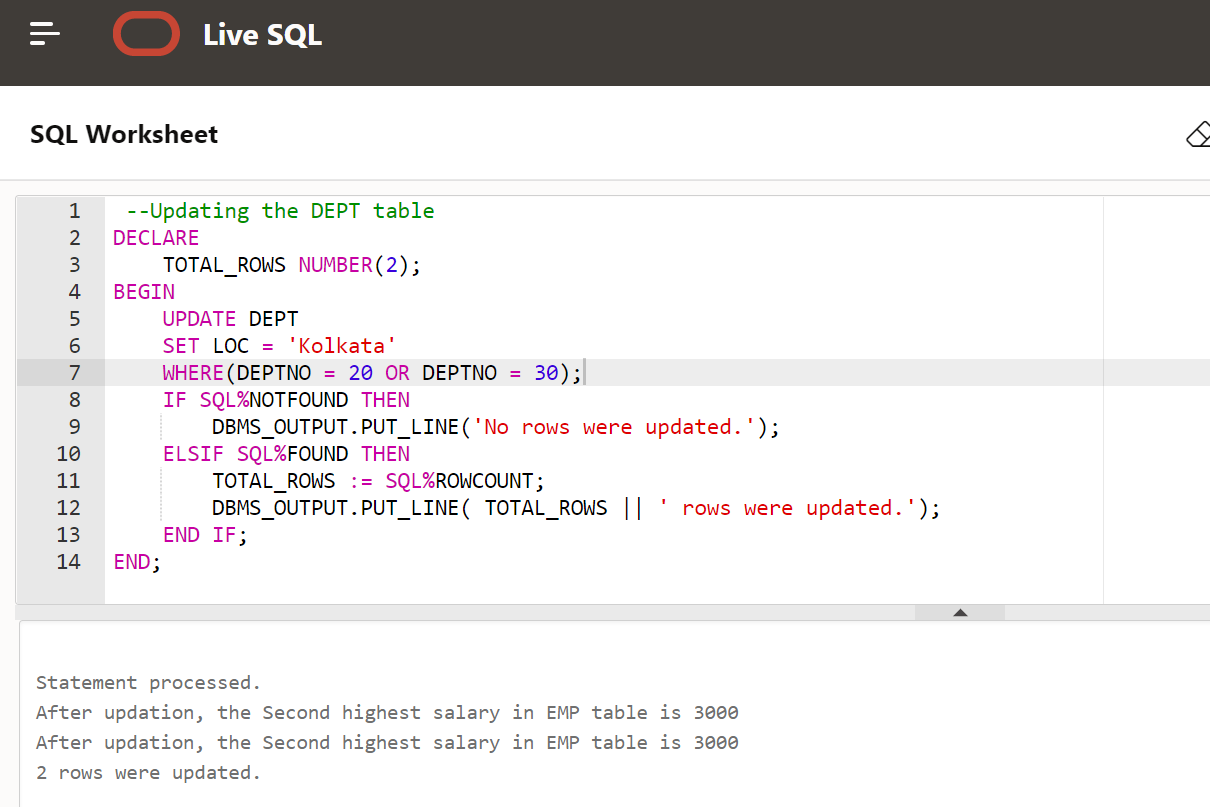 Live SQL
SQL Worksheet
1 --Updating the DEPT table
2 DECLARE
3 TOTAL_ROWS NUMBER(2);
4 BEGIN
5 UPDATE DEPT
6 SET LOC = 'Kolkata'
7 WHERE(DEPTNO = 20 OR DEPTNO = 30);
8 IF SQL%NOTFOUND THEN
9 DBMS_OUTPUT.PUT_LINE('No rows were updated.');
10 ELSIF SQL%FOUND THEN
11 TOTAL_ROWS := SQL%ROWCOUNT;
12 DBMS_OUTPUT.PUT_LINE( TOTAL_ROWS || ' rows were updated.');
13 END IF;
14 END;
Statement processed.
After updation, the Second highest salary in EMP table is 3000
After updation, the Second highest salary in EMP table is 3000
2 rows were updated.